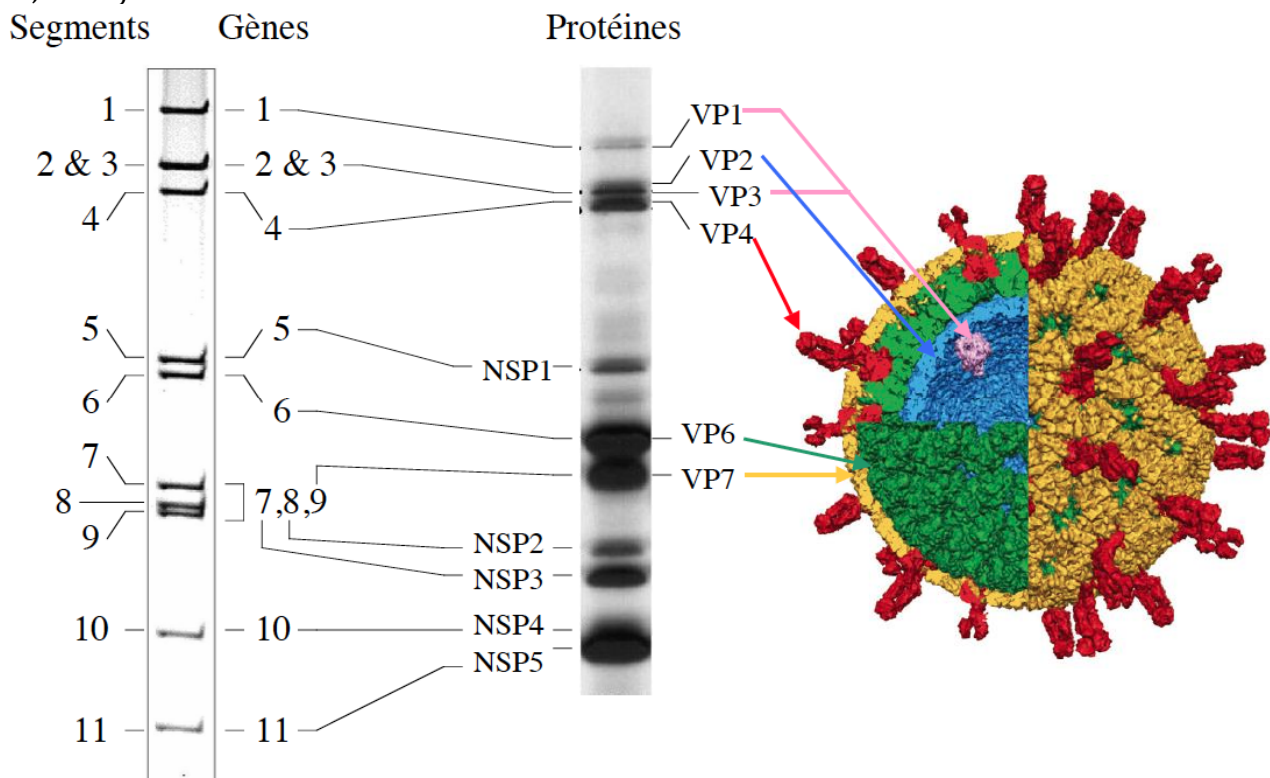 Segments Gènes Protéines
1 1 VP1
2 & 3 2 & 3 VP2
VP3
4 4 VP4
5 5 NSP1
6 6 VP6
7 VP7
8 7,8,9
9 NSP2
NSP3
10 10 NSP4
NSP5
11 11